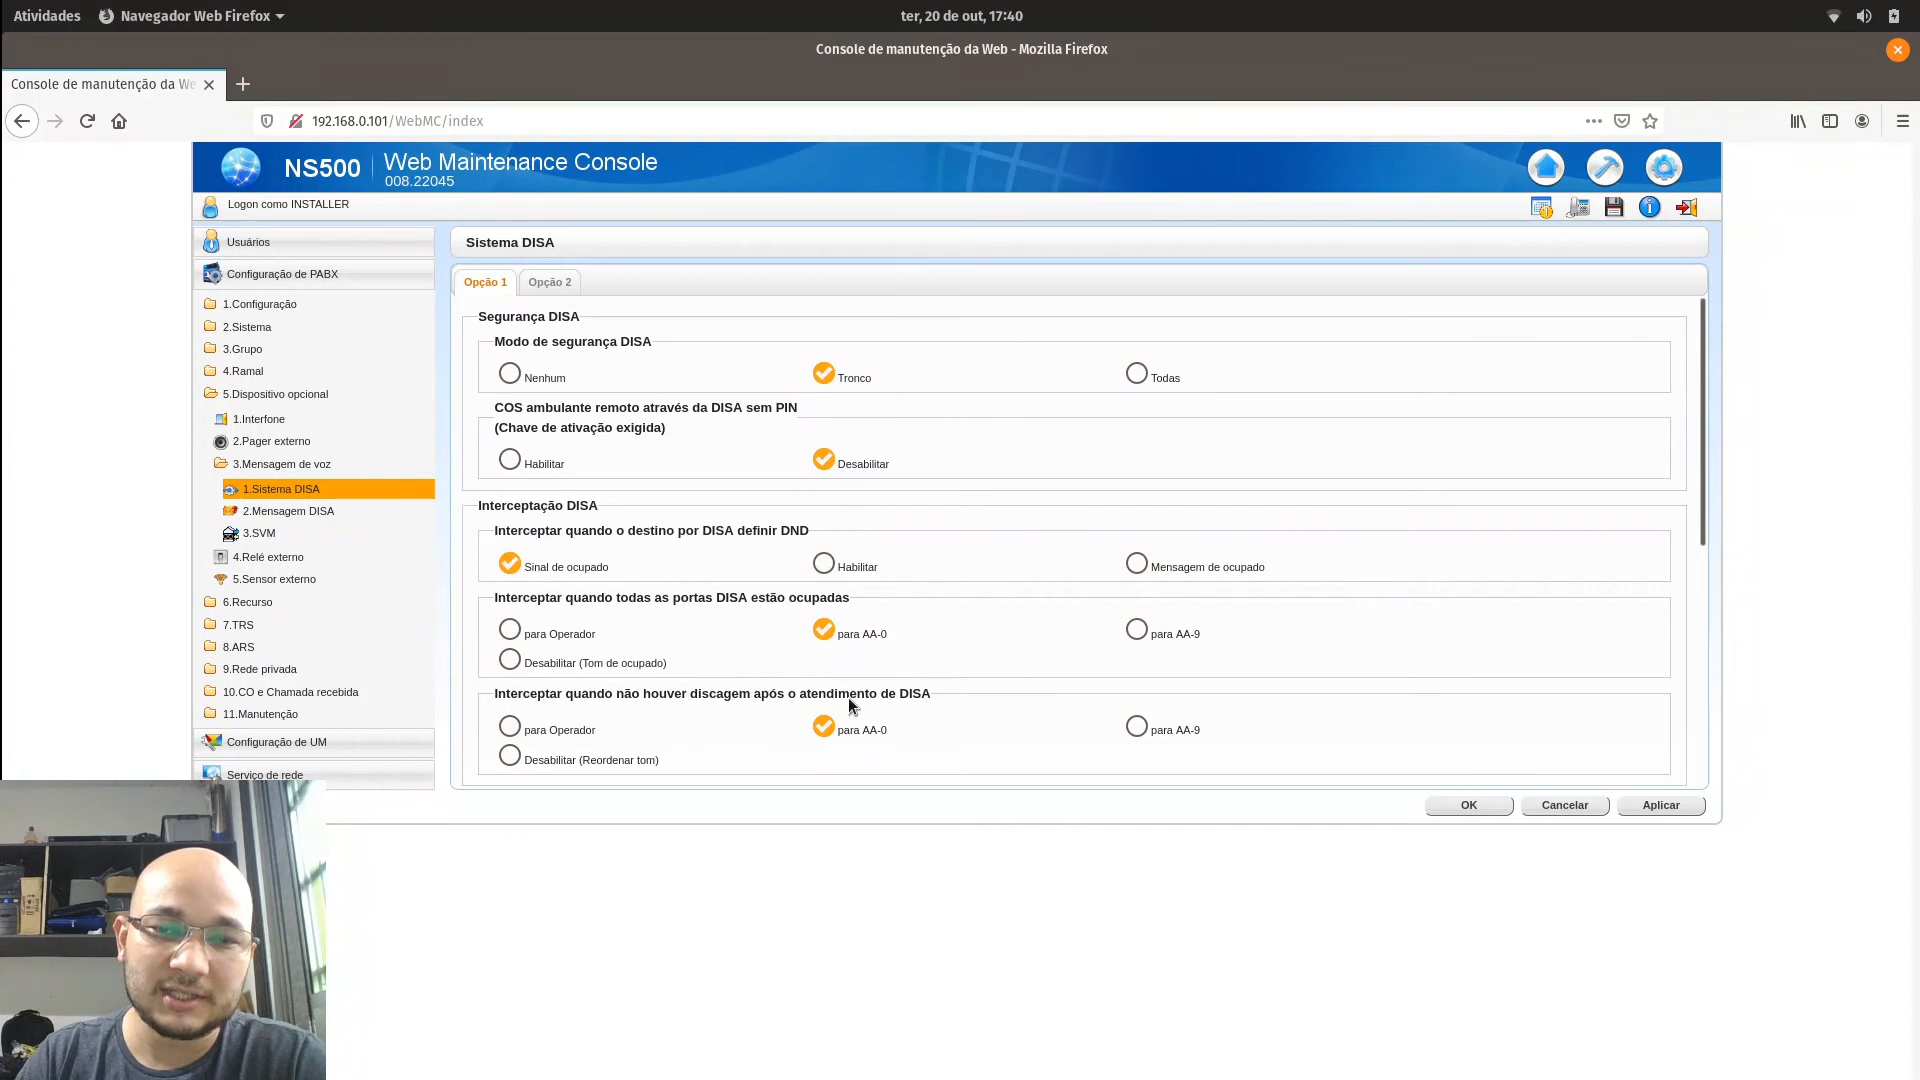 Atividades
Navegador Web Firefox
ter, 20 de out, 17:40
Console de manutenção da Web - Mozilla Firefox
Console de manutenção da We
192.168.0.101/WebMC/index
NS500
Web Maintenance Console
008.22045
Logon como INSTALLER
Usuários
Configuração de PABX
1.Configuração
2.Sistema
3.Grupo
4.Ramal
5.Dispositivo opcional
1.Interfone
2.Pager externo
3.Mensagem de voz
1.Sistema DISA
2.Mensagem DISA
3.SVM
4.Relé externo
5.Sensor externo
6.Recurso
7.TRS
8.ARS
9.Rede privada
10.CO e Chamada recebida
11.Manutenção
Configuração de UM
Serviço de rede
Sistema DISA
Opção 1
Opção 2
Segurança DISA
Modo de segurança DISA
Nenhum
Tronco
Todas
COS ambulante remoto através da DISA sem PIN
(Chave de ativação exigida)
Habilitar
Desabilitar
Interceptação DISA
Interceptar quando o destino por DISA definir DND
Sinal de ocupado
Habilitar
Mensagem de ocupado
Interceptar quando todas as portas DISA estão ocupadas
para Operador
para AA-0
para AA-9
Desabilitar (Tom de ocupado)
Interceptar quando não houver discagem após o atendimento de DISA
para Operador
para AA-0
para AA-9
Desabilitar (Reordenar tom)
OK
Cancelar
Aplicar